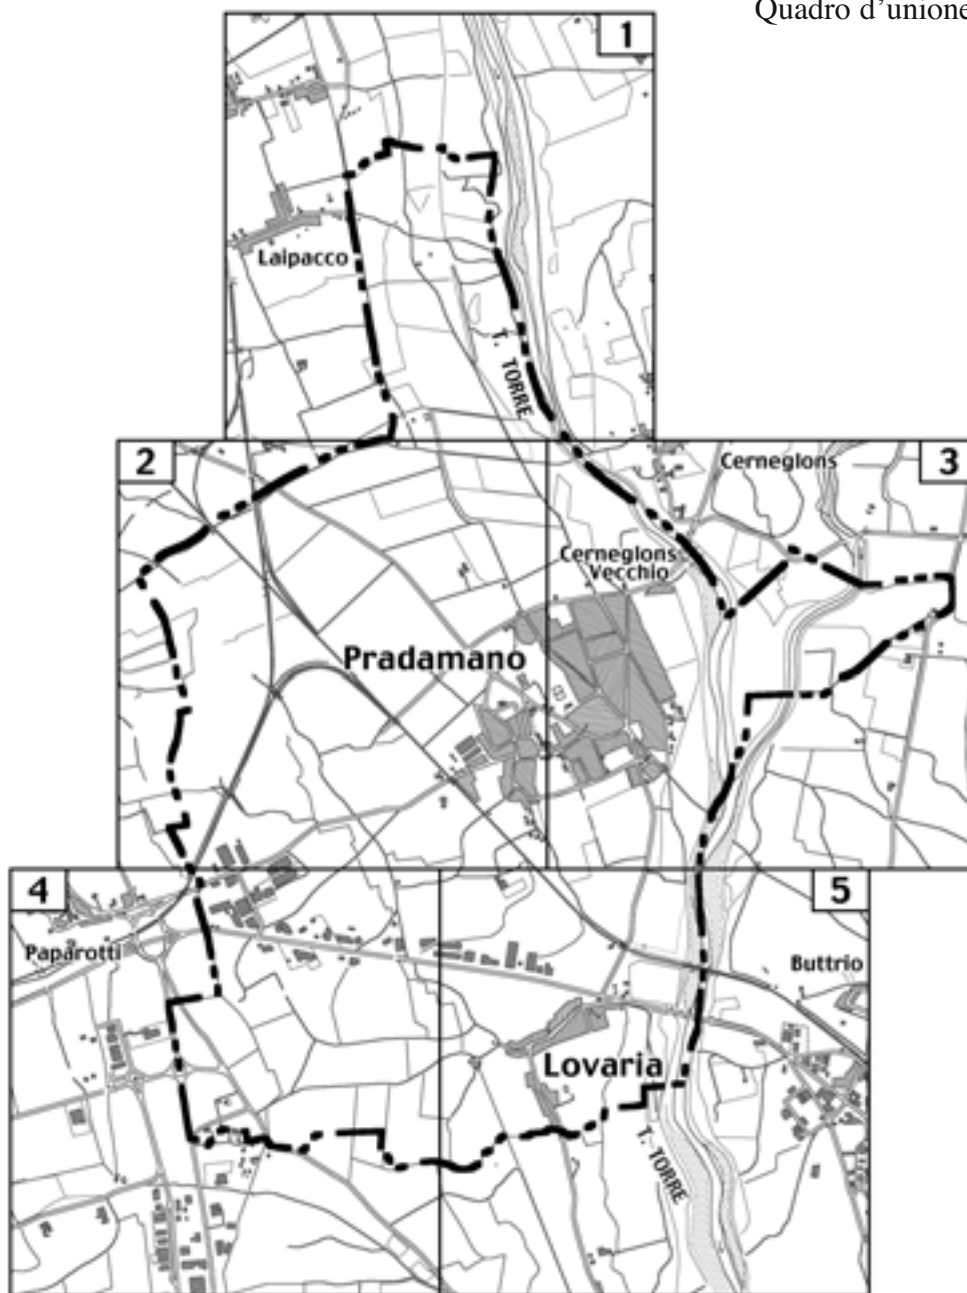 Quadro d'unione
1
Laipacco
T. TORRE
2
Cerneglons
3
Cerneglons
Vecchio
Pradamano
4
5
Paparotti
Buttrio
Lovaria
T. TORRE